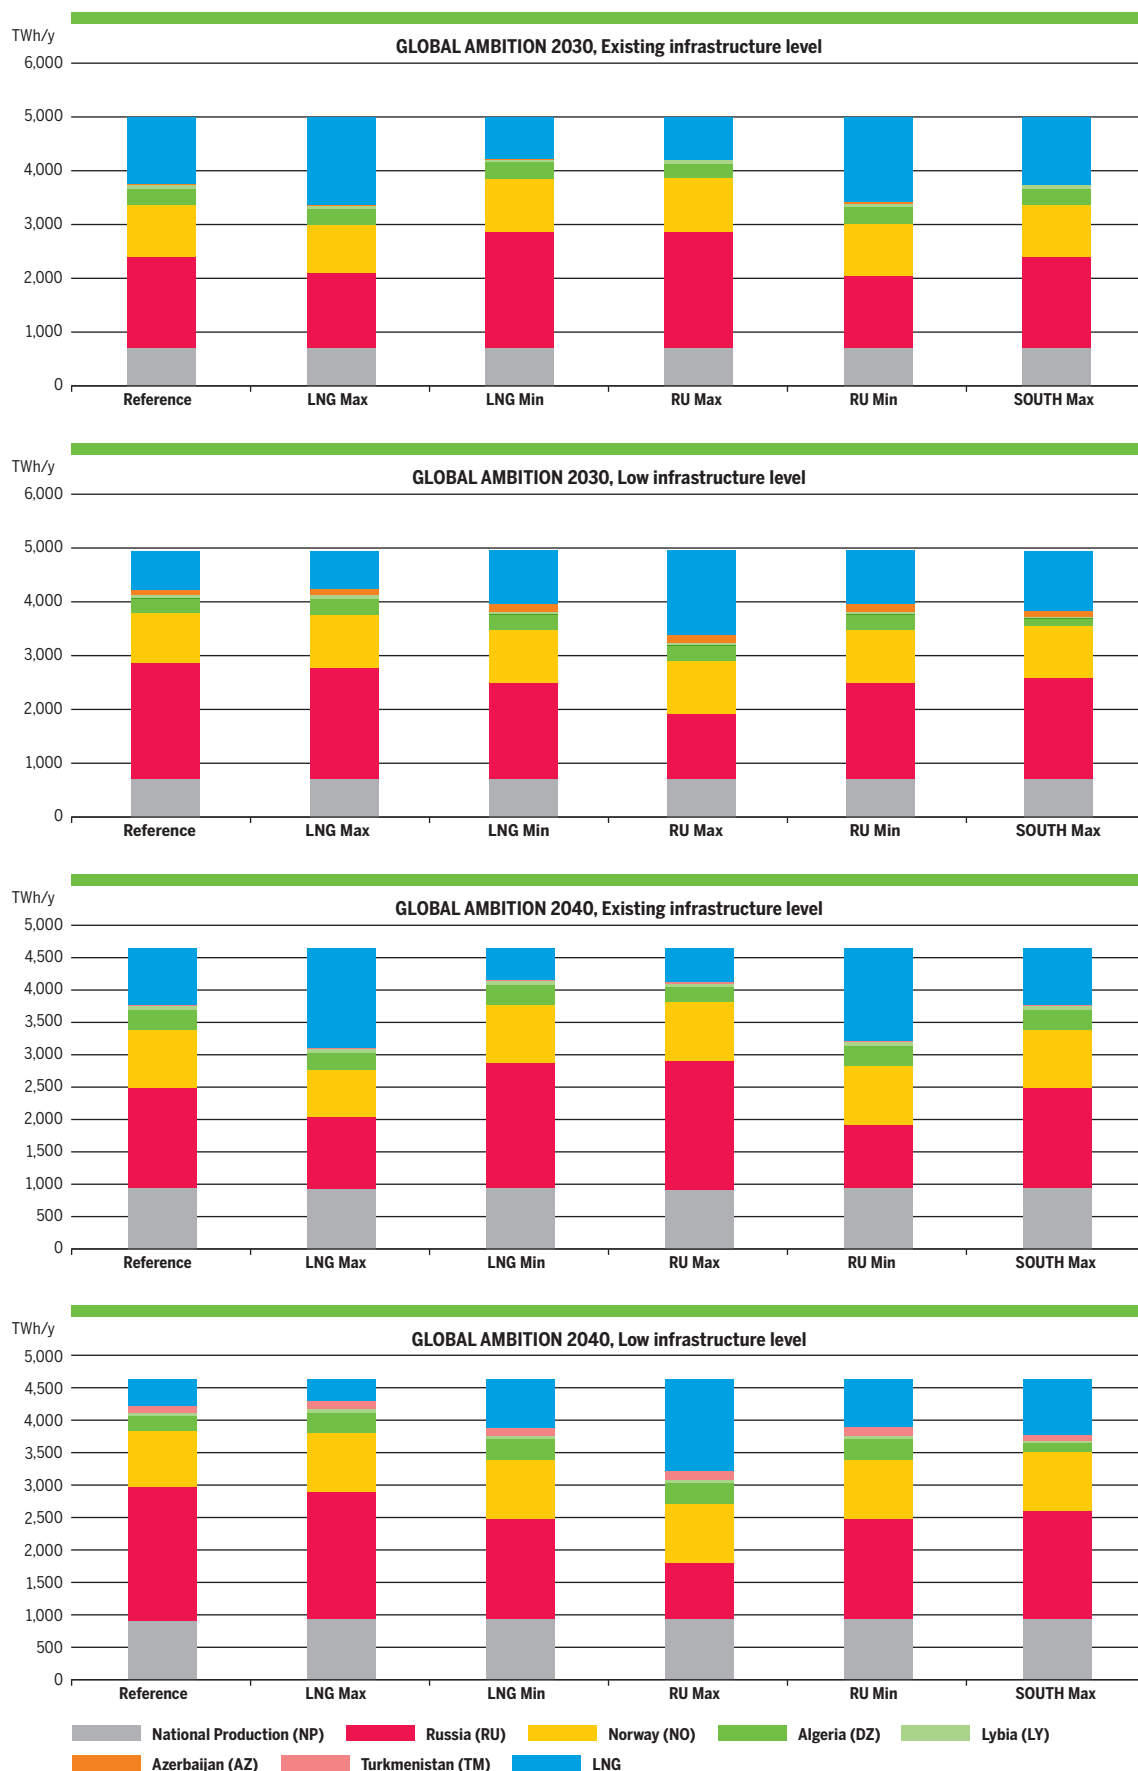 TWh/y
GLOBAL AMBITION 2030, Existing infrastructure level
6,000
5,000
4,000
3,000
2,000
1,000
0
Reference LNG Max LNG Min RU Max RU Min SOUTH Max
TWh/y
GLOBAL AMBITION 2030, Low infrastructure level
6,000
5,000
4,000
3,000
2,000
1,000
0
Reference LNG Max LNG Min RU Max RU Min SOUTH Max
TWh/y
GLOBAL AMBITION 2040, Existing infrastructure level
5,000
4,500
4,000
3,500
3,000
2,500
2,000
1,500
1,000
500
0
Reference LNG Max LNG Min RU Max RU Min SOUTH Max
TWh/y
GLOBAL AMBITION 2040, Low infrastructure level
5,000
4,500
4,000
3,500
3,000
2,500
2,000
1,500
1,000
500
0
Reference LNG Max LNG Min RU Max RU Min SOUTH Max
National Production (NP) Russia (RU) Norway (NO) Algeria (DZ) Lybia (LY)
Azerbaijan (AZ) Turkmenistan (TM) LNG